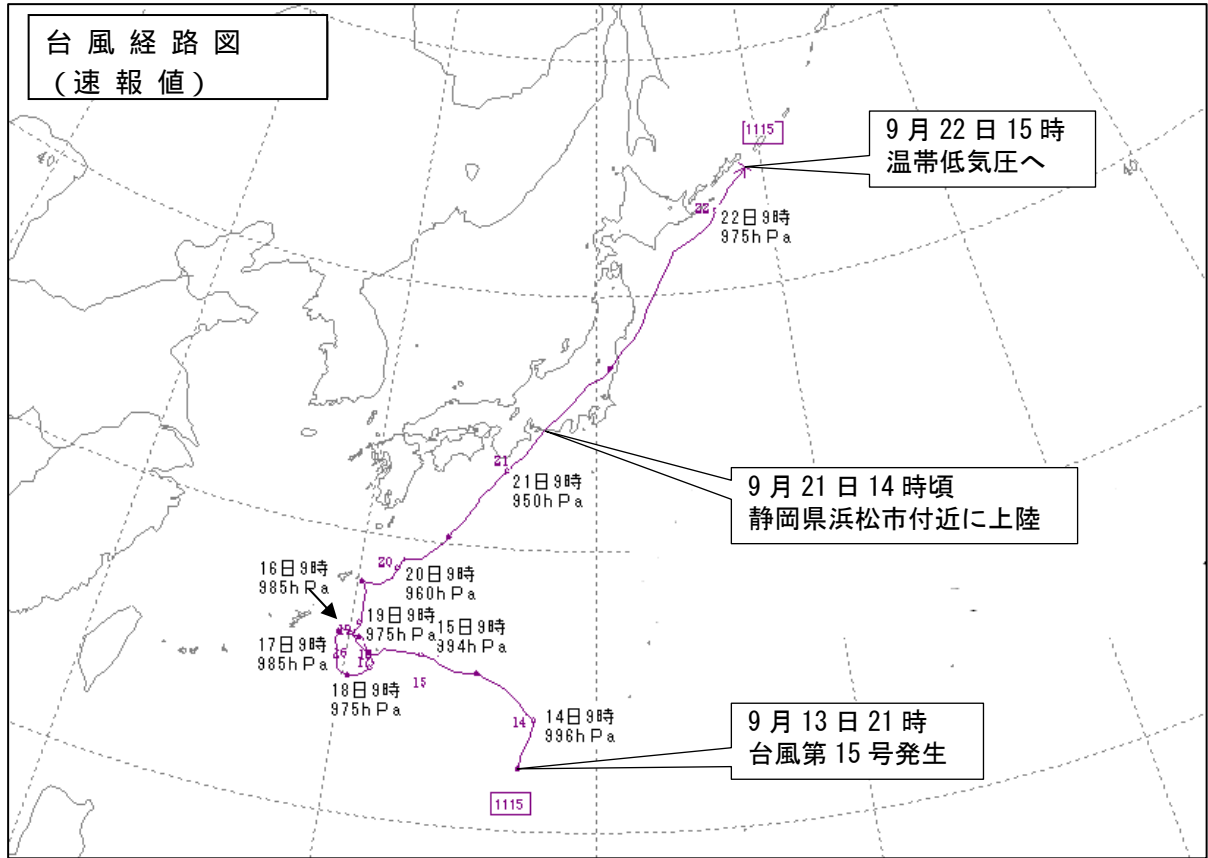 台風経路図
(速報値)
40
40
1115
9月22日15時
温帯低気圧へ
22
22日9時
975hPa
21
21日9時
950hPa
9月21日14時頃
静岡県浜松市付近に上陸
20
20日9時
960hPa
16日9時
985hPa
19日9時
975hPa
15日9時
994hPa
17日9時
985hPa
16
15
18日9時
975hPa
14
14日9時
996hPa
9月13日21時
台風第15号発生
1115